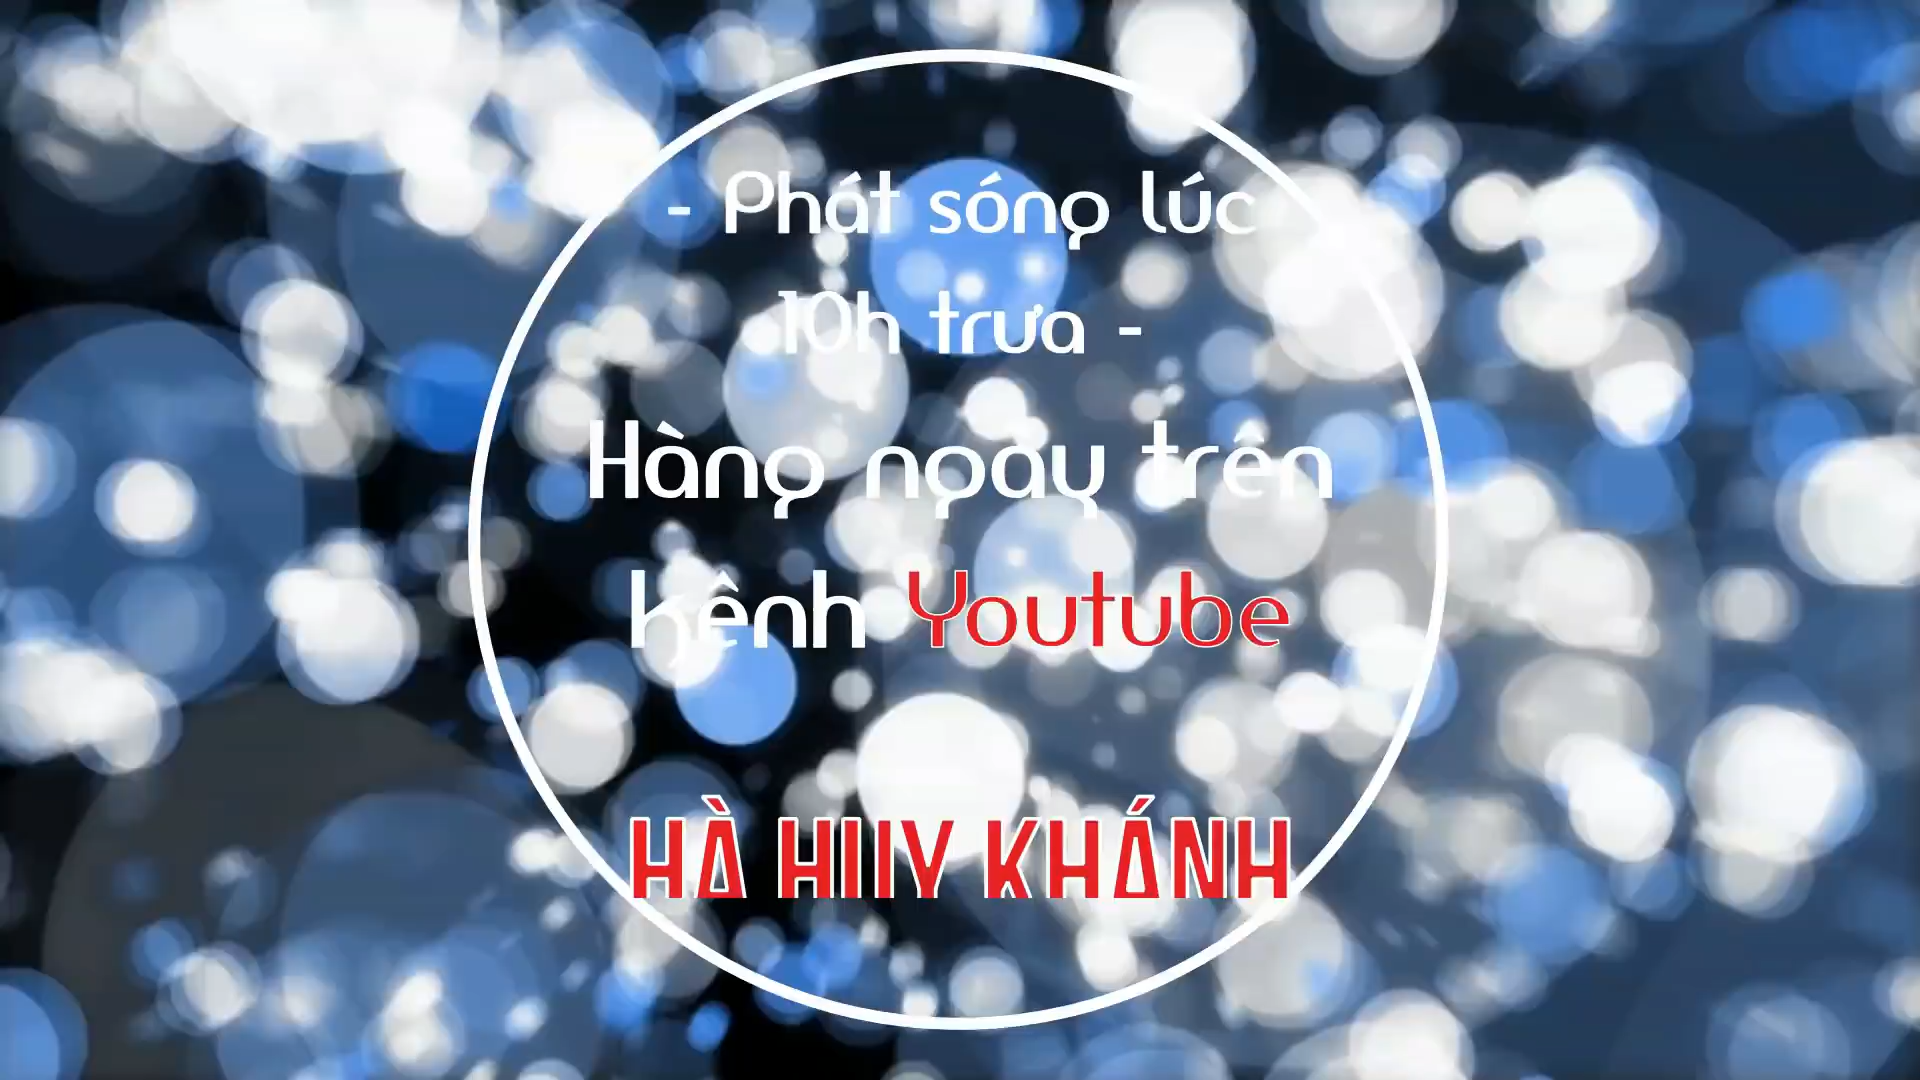 - Phát sóng lúc
10h trưa -
Hàng ngày trên
kênh Youtube
HÀ HUY KHÁNH